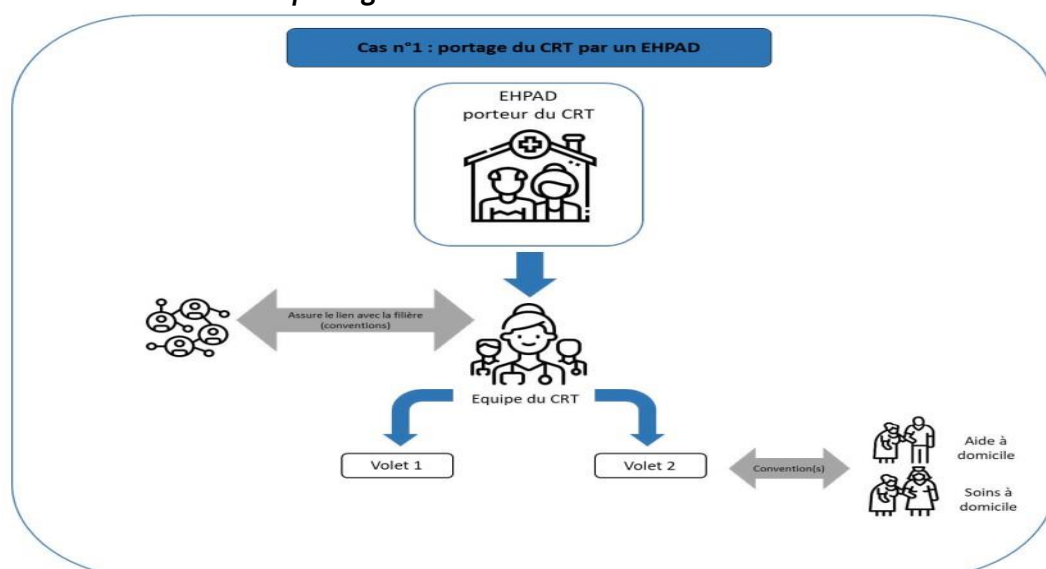 Cas n°1 : portage du CRT par un EHPAD
EHPAD
porteur du CRT
Assure le lien avec la filière
(conventions)
Equipe du CRT
Volet 1
Volet 2
Convention(s)
Aide à
domicile
Soins à
domicile